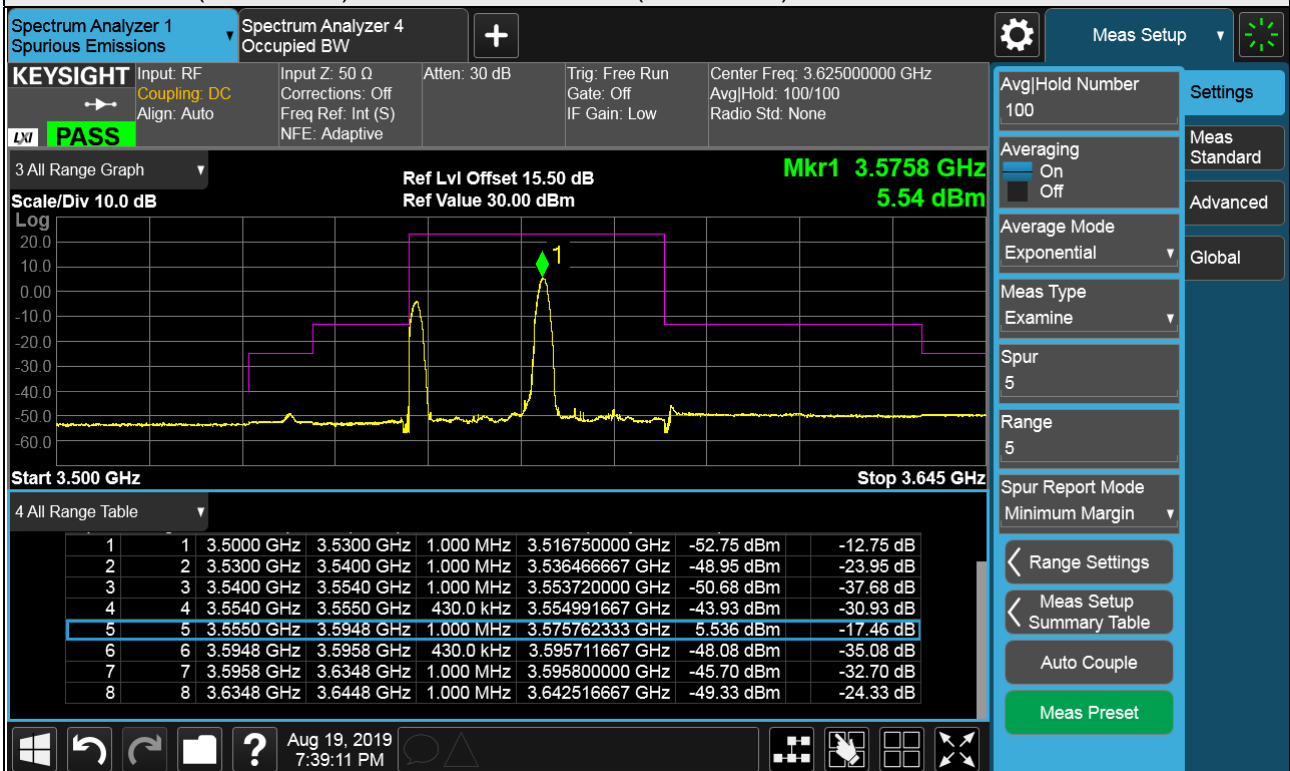 Spectrum Analyzer 1
Spurious Emissions
Spectrum Analyzer 4
Occupied BW
Meas Setup
KEYSIGHT
LXI PASS
Input: RF
Coupling: DC
Align: Auto
Input Z: 50 Ω
Corrections: Off
Freq Ref: Int (S)
NFE: Adaptive
Atten: 30 dB
Trig: Free Run
Gate: Off
IF Gain: Low
Center Freq: 3.625000000 GHz
Avg|Hold: 100/100
Radio Std: None
3 All Range Graph
Ref Lvl Offset 15.50 dB
Mkr1 3.5758 GHz
Scale/Div 10.0 dB
Ref Value 30.00 dBm
5.54 dBm
Log
20.0
10.0
0.00
-10.0
-20.0
-30.0
-40.0
-50.0
-60.0
1
Start 3.500 GHz
Stop 3.645 GHz
4 All Range Table
1 1 3.5000 GHz 3.5300 GHz 1.000 MHz 3.516750000 GHz -52.75 dBm -12.75 dB
2 2 3.5300 GHz 3.5400 GHz 1.000 MHz 3.536466667 GHz -48.95 dBm -23.95 dB
3 3 3.5400 GHz 3.5540 GHz 1.000 MHz 3.553720000 GHz -50.68 dBm -37.68 dB
4 4 3.5540 GHz 3.5550 GHz 430.0 kHz 3.554991667 GHz -43.93 dBm -30.93 dB
5 5 3.5550 GHz 3.5948 GHz 1.000 MHz 3.575762333 GHz 5.536 dBm -17.46 dB
6 6 3.5948 GHz 3.5958 GHz 430.0 kHz 3.595711667 GHz -48.08 dBm -35.08 dB
7 7 3.5958 GHz 3.6348 GHz 1.000 MHz 3.595800000 GHz -45.70 dBm -32.70 dB
8 8 3.6348 GHz 3.6448 GHz 1.000 MHz 3.642516667 GHz -49.33 dBm -24.33 dB
Aug 19, 2019
7:39:11 PM
Avg|Hold Number
100
Averaging
On
Off
Average Mode
Exponential
Meas Type
Examine
Spur
5
Range
5
Spur Report Mode
Minimum Margin
Range Settings
Meas Setup
Summary Table
Auto Couple
Meas Preset
Settings
Meas
Standard
Advanced
Global